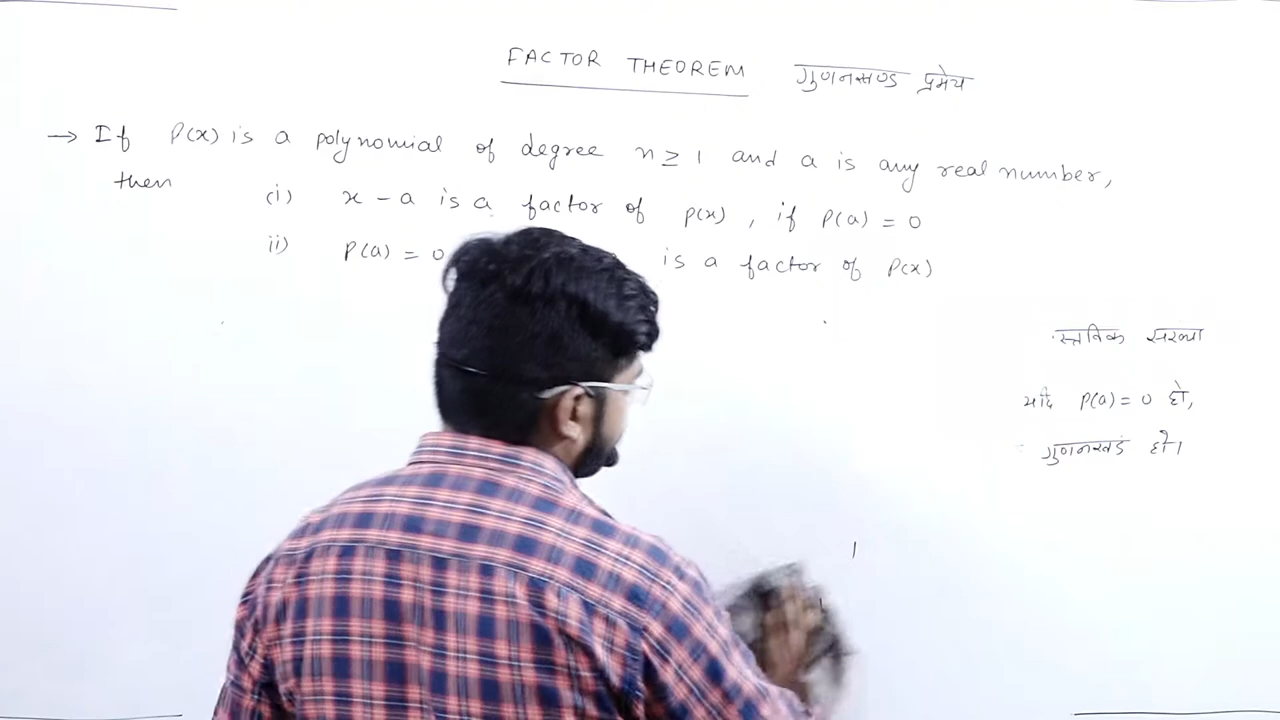 FACTOR THEOREM गुणनखण्ड प्रमेय
→ If P(x) is a polynomial of degree n ≥ 1 and a is any real number,
then (i) x - a is a factor of p(x), if p(a) = 0
ii) P(a) = 0 is a factor of P(x)
स्तविक संख्या
यदि p(a) = 0 हो,
गुणनखंड हो।